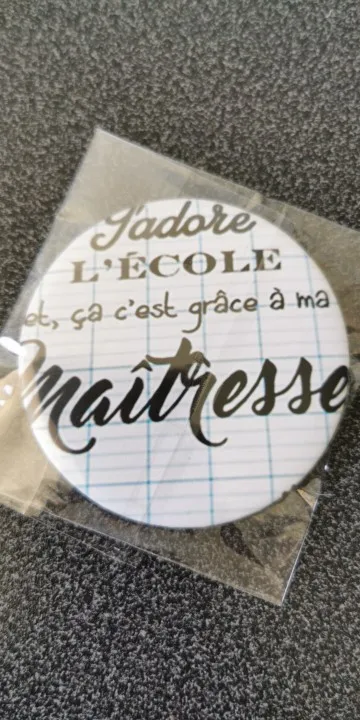 J'adore
L'ÉCOLE
et, ça c'est grâce à ma
Maîtresse